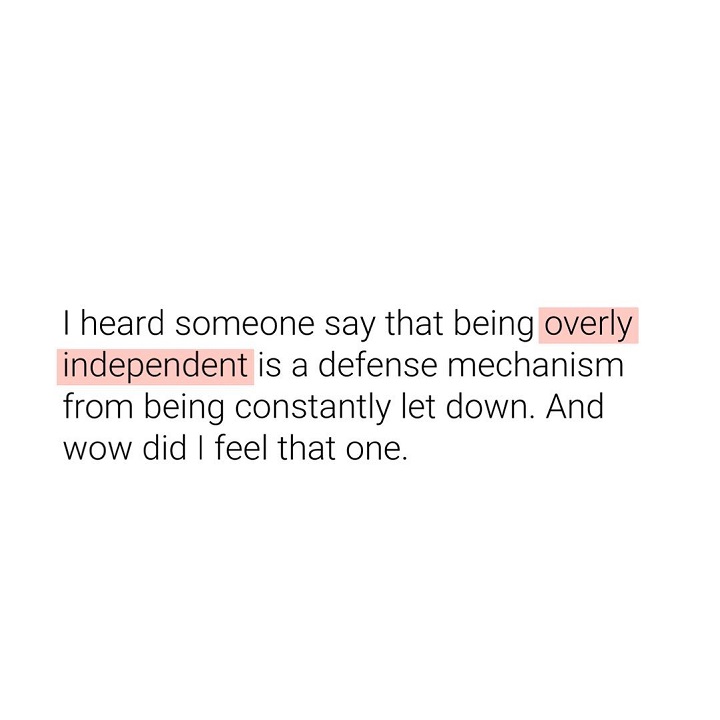 I heard someone say that being overly
independent is a defense mechanism
from being constantly let down. And
wow did I feel that one.